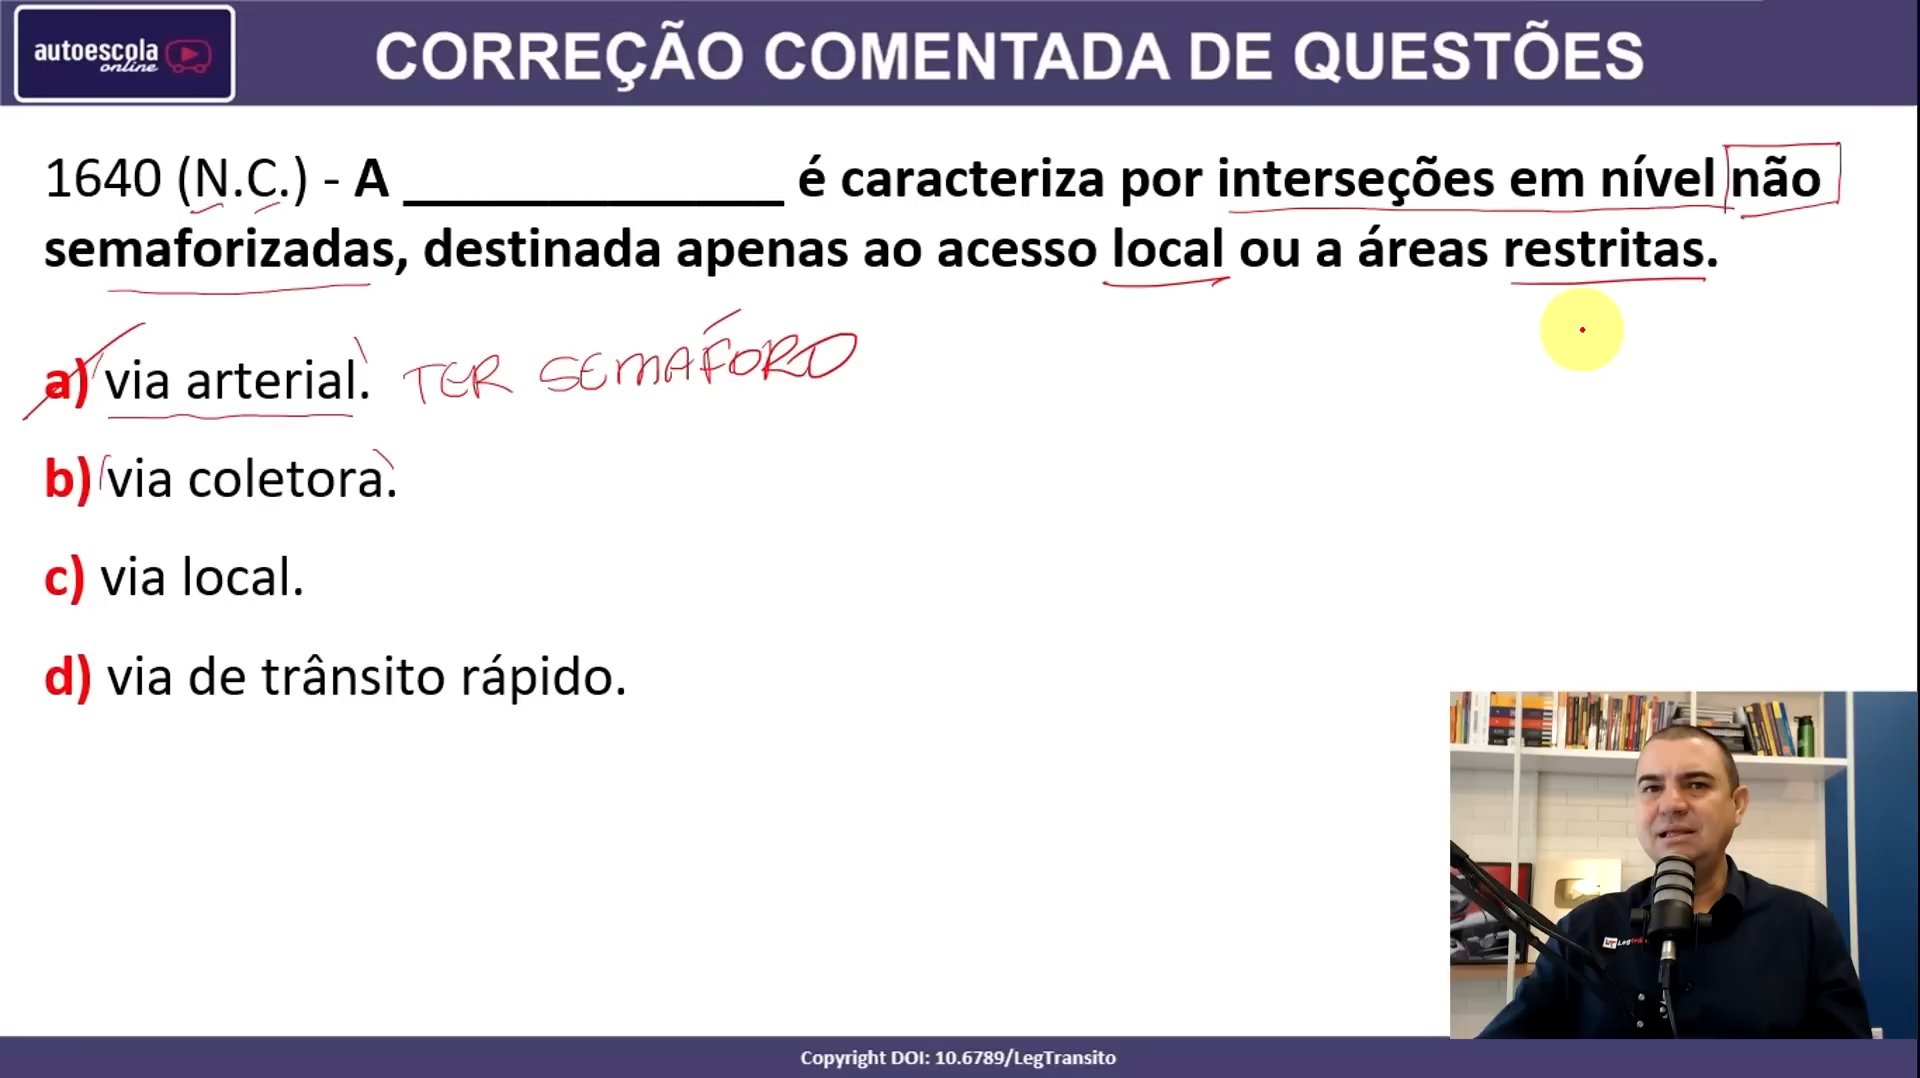 autoescola
online
CORREÇÃO COMENTADA DE QUESTÕES
1640 (N.C.) - A ______________ é caracteriza por interseções em nível não
semaforizadas, destinada apenas ao acesso local ou a áreas restritas.
a) via arterial. TER SEMAFORO
b) via coletora.
c) via local.
d) via de trânsito rápido.
Copyright DOI: 10.6789/LegTransito